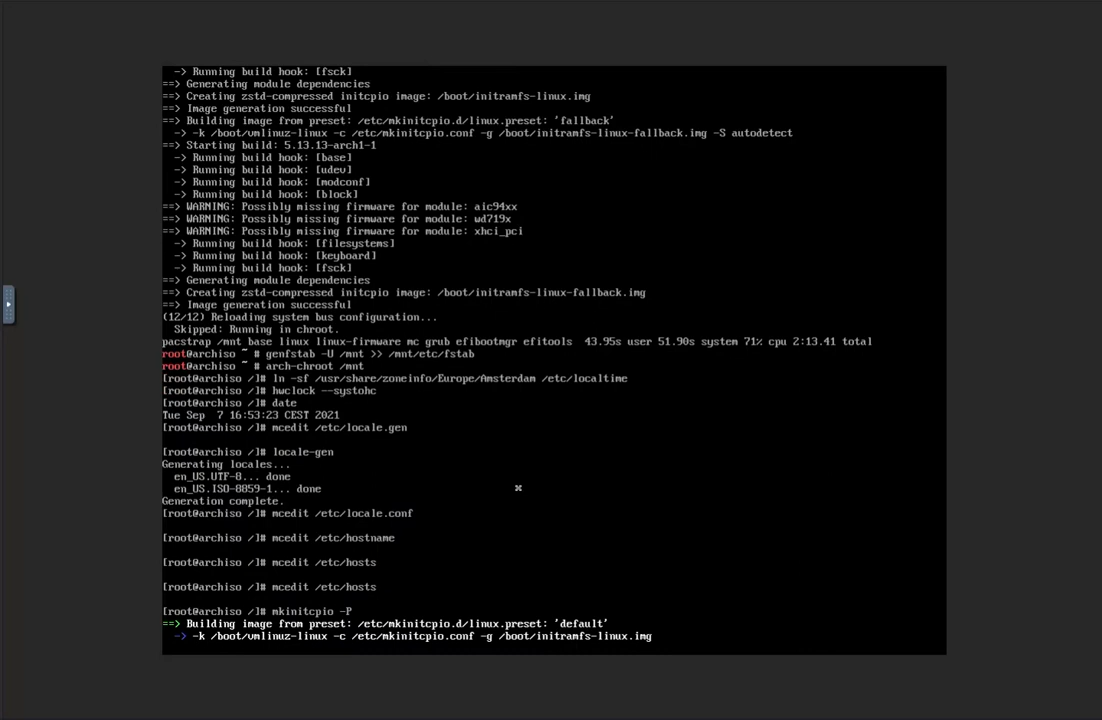 -> Running build hook: [fsck]
==> Generating module dependencies
==> Creating zstd-compressed initcpio image: /boot/initramfs-linux.img
==> Image generation successful
==> Building image from preset: /etc/mkinitcpio.d/linux.preset: 'fallback'
-> -k /boot/vmlinuz-linux -c /etc/mkinitcpio.conf -g /boot/initramfs-linux-fallback.img -S autodetect
==> Starting build: 5.13.13-arch1-1
-> Running build hook: [base]
-> Running build hook: [udev]
-> Running build hook: [modconf]
-> Running build hook: [block]
==> WARNING: Possibly missing firmware for module: aic94xx
==> WARNING: Possibly missing firmware for module: wd719x
==> WARNING: Possibly missing firmware for module: xhci_pci
-> Running build hook: [filesystems]
-> Running build hook: [keyboard]
-> Running build hook: [fsck]
==> Generating module dependencies
==> Creating zstd-compressed initcpio image: /boot/initramfs-linux-fallback.img
==> Image generation successful
(12/12) Reloading system bus configuration...
Skipped: Running in chroot.
pacstrap /mnt base linux linux-firmware mc grub efibootmgr efitools  43.95s user 51.90s system 71% cpu 2:13.41 total
root@archiso ~ # genfstab -U /mnt >> /mnt/etc/fstab
root@archiso ~ # arch-chroot /mnt
[root@archiso /]# ln -sf /usr/share/zoneinfo/Europe/Amsterdam /etc/localtime
[root@archiso /]# hwclock --systohc
[root@archiso /]# date
Tue Sep  7 16:53:23 CEST 2021
[root@archiso /]# mcedit /etc/locale.gen
[root@archiso /]# locale-gen
Generating locales...
en_US.UTF-8... done
en_US.ISO-8859-1... done
Generation complete.
[root@archiso /]# mcedit /etc/locale.conf
[root@archiso /]# mcedit /etc/hostname
[root@archiso /]# mcedit /etc/hosts
[root@archiso /]# mcedit /etc/hosts
[root@archiso /]# mkinitcpio -P
==> Building image from preset: /etc/mkinitcpio.d/linux.preset: 'default'
-> -k /boot/vmlinuz-linux -c /etc/mkinitcpio.conf -g /boot/initramfs-linux.img